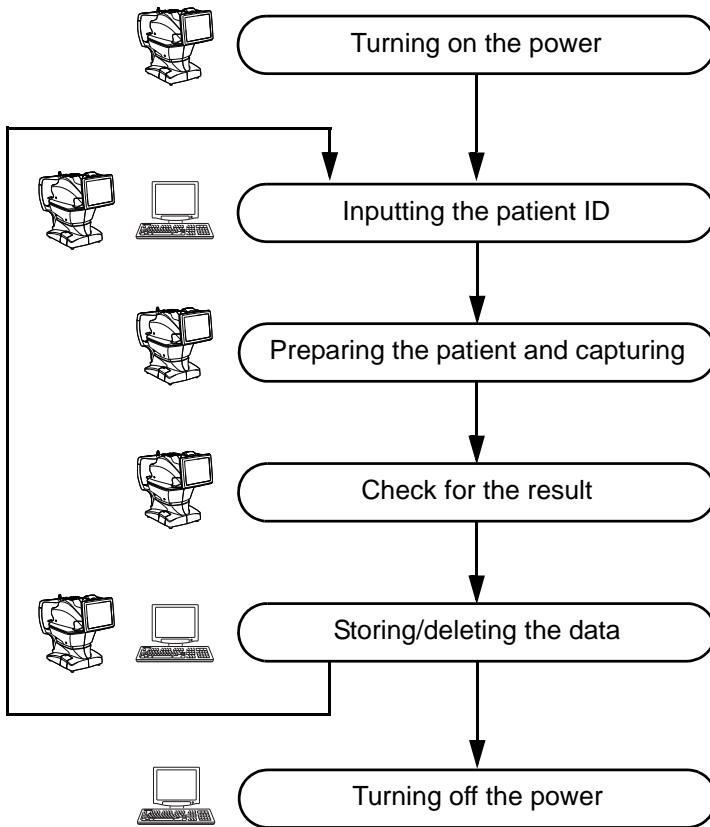 Turning on the power
Inputting the patient ID
Preparing the patient and capturing
Check for the result
Storing/deleting the data
Turning off the power